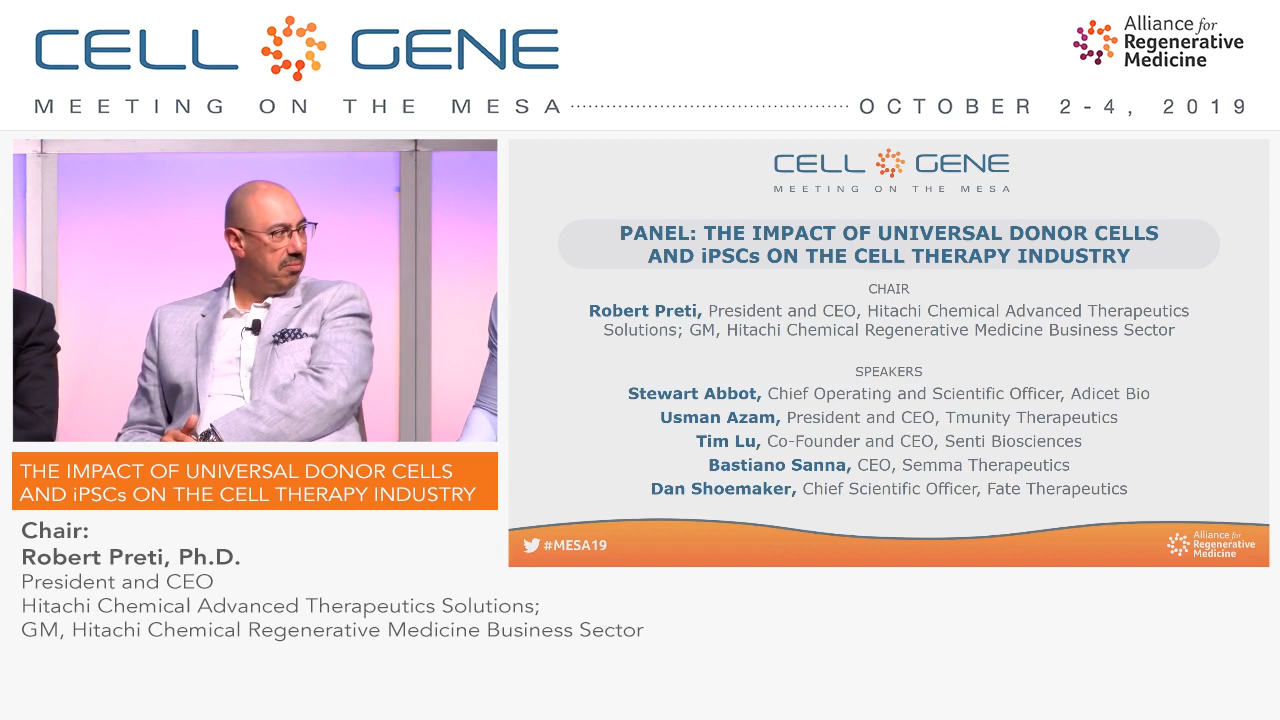 CELL GENE
MEETING ON THE MESA
OCTOBER 2-4, 2019
Alliance for
Regenerative
Medicine
CELL GENE
MEETING ON THE MESA
PANEL: THE IMPACT OF UNIVERSAL DONOR CELLS
AND iPSCs ON THE CELL THERAPY INDUSTRY
CHAIR
Robert Preti, President and CEO, Hitachi Chemical Advanced Therapeutics
Solutions; GM, Hitachi Chemical Regenerative Medicine Business Sector
SPEAKERS
Stewart Abbot, Chief Operating and Scientific Officer, Adicet Bio
Usman Azam, President and CEO, Tmunity Therapeutics
Tim Lu, Co-Founder and CEO, Senti Biosciences
Bastiano Sanna, CEO, Semma Therapeutics
Dan Shoemaker, Chief Scientific Officer, Fate Therapeutics
#MESA19
Alliance for
Regenerative
Medicine
THE IMPACT OF UNIVERSAL DONOR CELLS
AND iPSCs ON THE CELL THERAPY INDUSTRY
Chair:
Robert Preti, Ph.D.
President and CEO
Hitachi Chemical Advanced Therapeutics Solutions;
GM, Hitachi Chemical Regenerative Medicine Business Sector